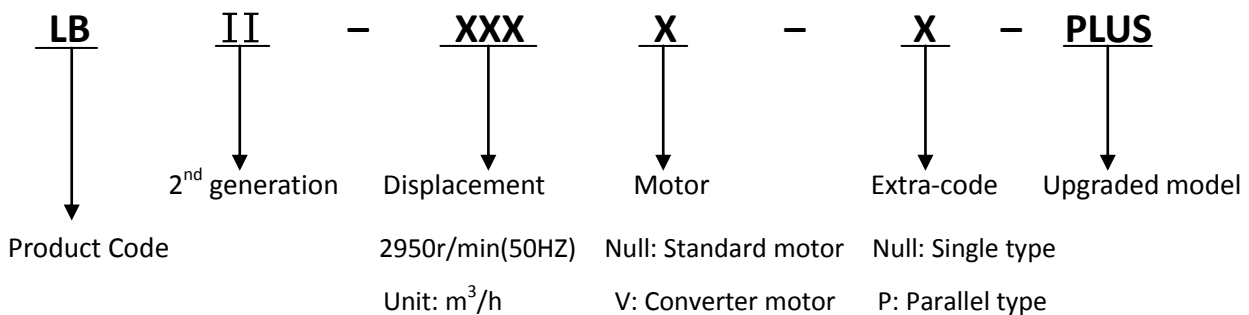 LB II – XXX X – X – PLUS
2nd generation Displacement Motor Extra-code Upgraded model
Product Code 2950r/min(50HZ) Null: Standard motor Null: Single type
Unit: m3/h V: Converter motor P: Parallel type